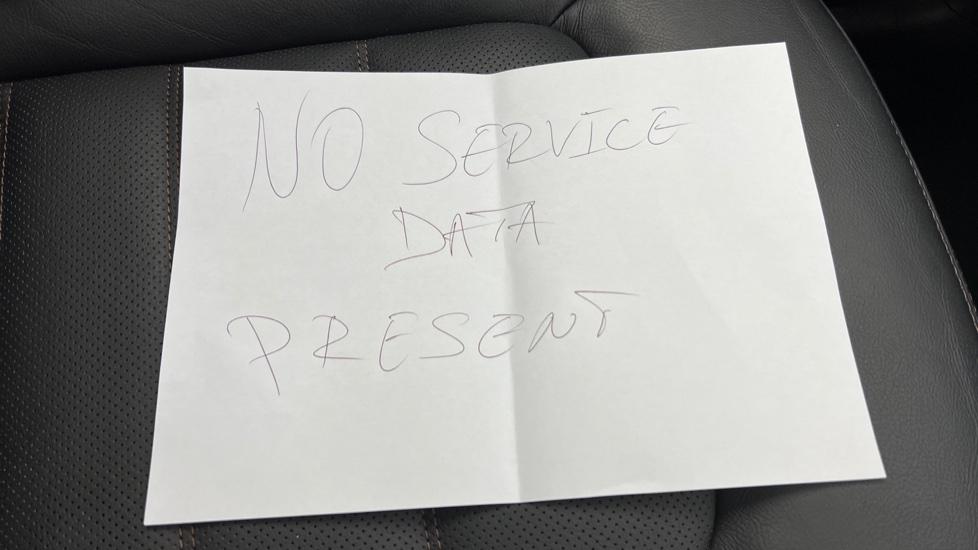 NO SERVICE
DATA
PRESENT